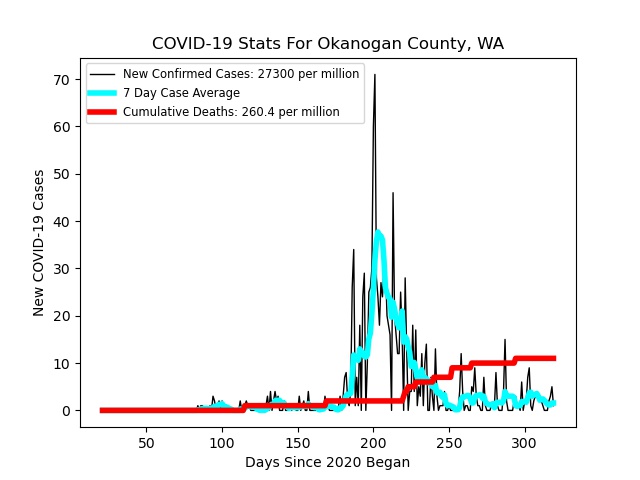 COVID-19 Stats For Okanogan County, WA
New Confirmed Cases: 27300 per million
7 Day Case Average
Cumulative Deaths: 260.4 per million
New COVID-19 Cases
70
60
50
40
30
20
10
0
50 100 150 200 250 300
Days Since 2020 Began